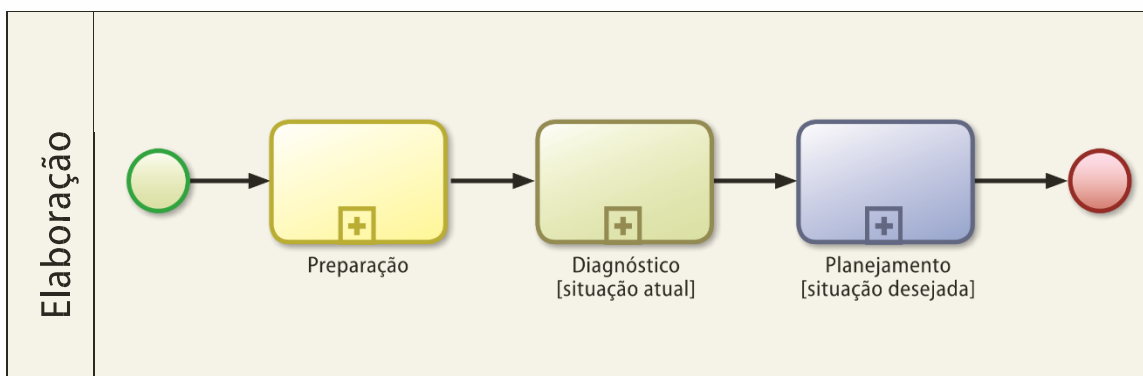 Elaboração
Preparação
Diagnóstico
[situação atual]
Planejamento
[situação desejada]